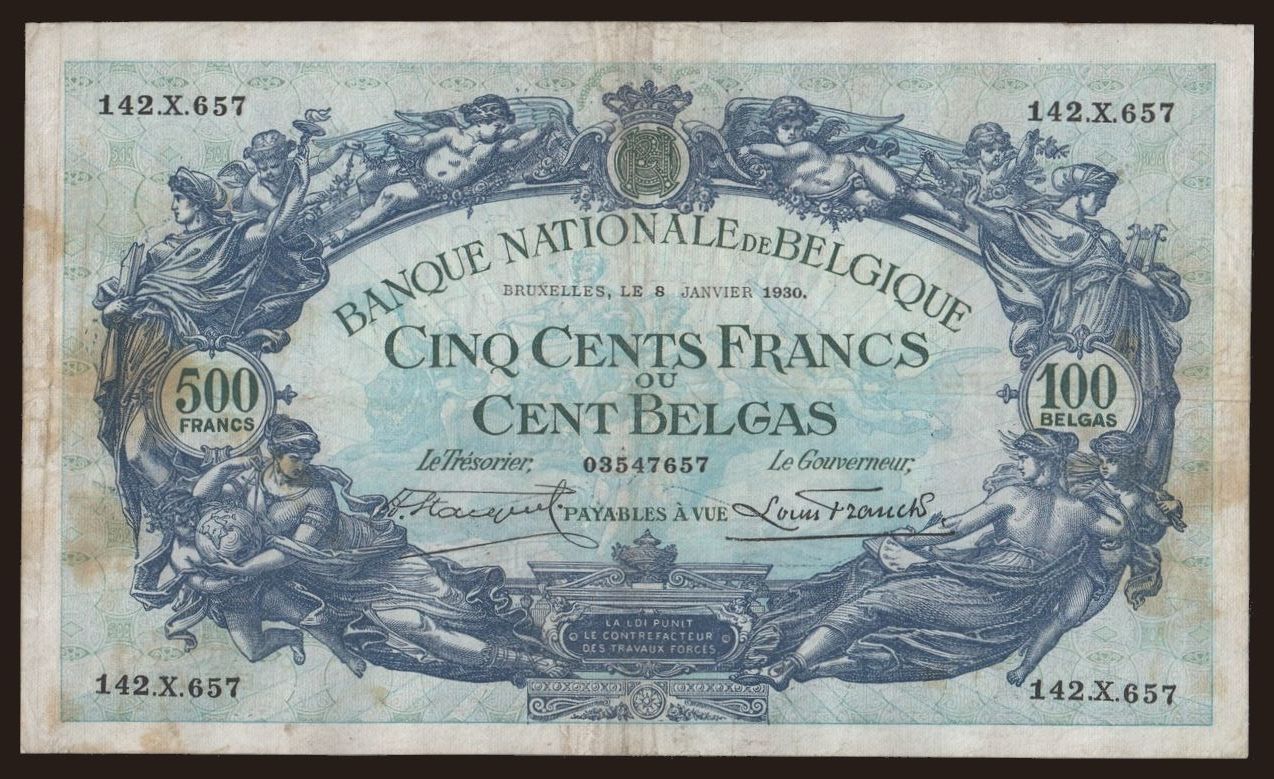 142.X.657 142.X.657
BANQUE NATIONALE DE BELGIQUE
BRUXELLES, LE 8 JANVIER 1930.
CINQ CENTS FRANCS
OU
CENT BELGAS
500
FRANCS
100
BELGAS
Le Trésorier, 03547657 Le Gouverneur,
PAYABLES À VUE Louis Franck
LA LOI PUNIT
LE CONTREFACTEUR
DES TRAVAUX FORCÉS
142.X.657 142.X.657